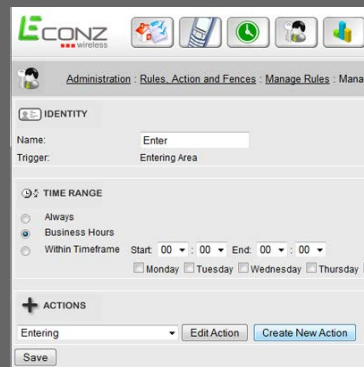 ECONZ
wireless
Administration : Rules, Action and Fences : Manage Rules : Mana
IDENTITY
Name: Enter
Trigger: Entering Area
TIME RANGE
Always
Business Hours
Within Timeframe Start: 00 : 00 End: 00 : 00
Monday Tuesday Wednesday Thursday
ACTIONS
Entering Edit Action Create New Action
Save